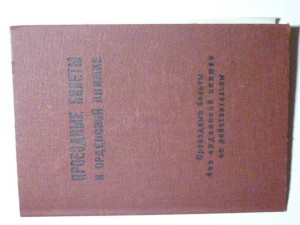 ПРОЕЗДНЫЕ БИЛЕТЫ
К ОРДЕНСКОЙ КНИЖКЕ
Проездные билеты
без орденской книжки
не действительны